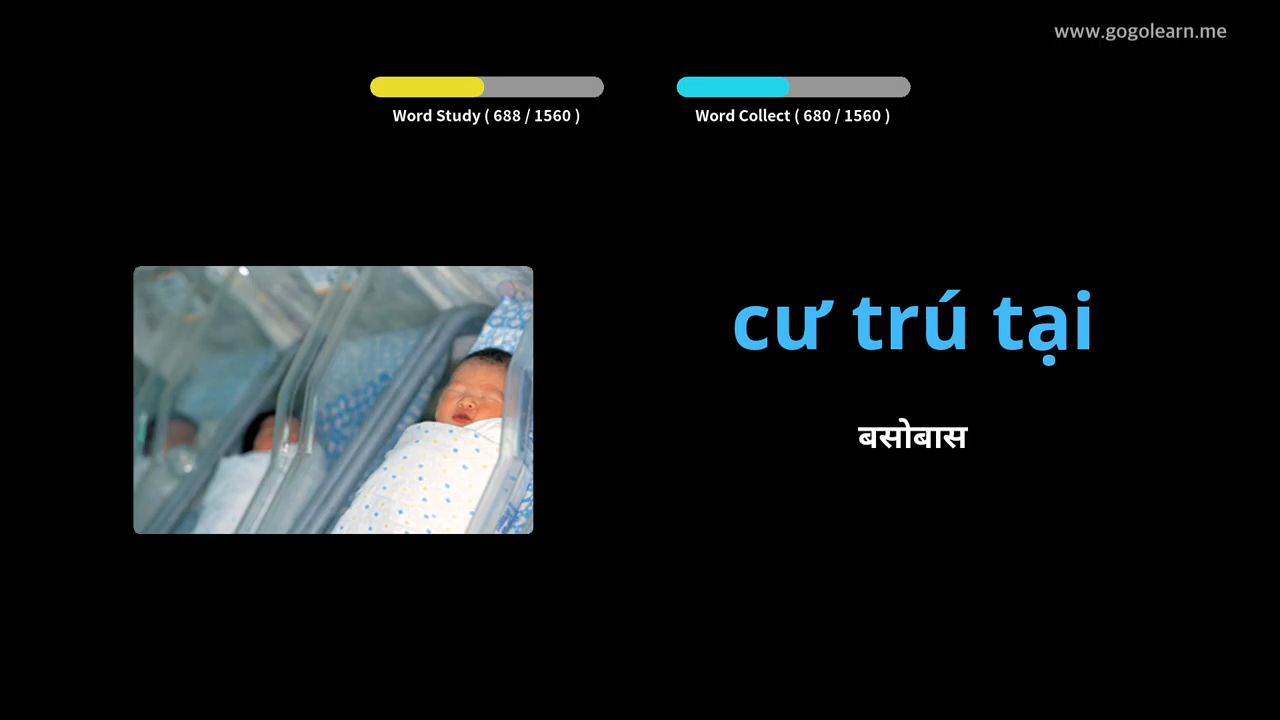 www.gogolearn.me
Word Study ( 688 / 1560 )
Word Collect ( 680 / 1560 )
cư trú tại
बसोबास